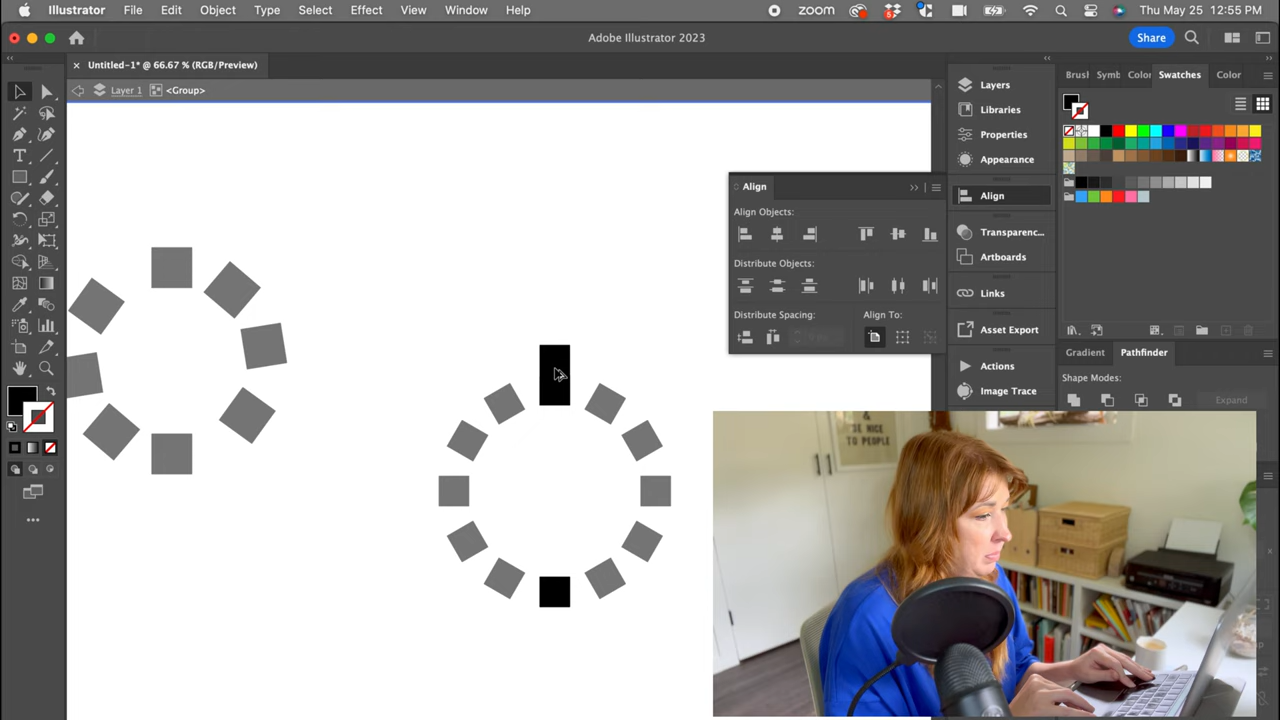 Illustrator File Edit Object Type Select Effect View Window Help zoom 5 Thu May 25 12:55 PM
Adobe Illustrator 2023 Share
× Untitled-1* @ 66.67 % (RGB/Preview)
Layer 1 <Group>
Layers
Libraries
Properties
Appearance
Align
Transparenc...
Artboards
Links
Asset Export
Actions
Image Trace
Brusl Symb Color Swatches Color
Align
Align Objects:
Distribute Objects:
Distribute Spacing: Align To:
Gradient Pathfinder
Shape Modes:
Expand
SE NICE
TO PEOPLE